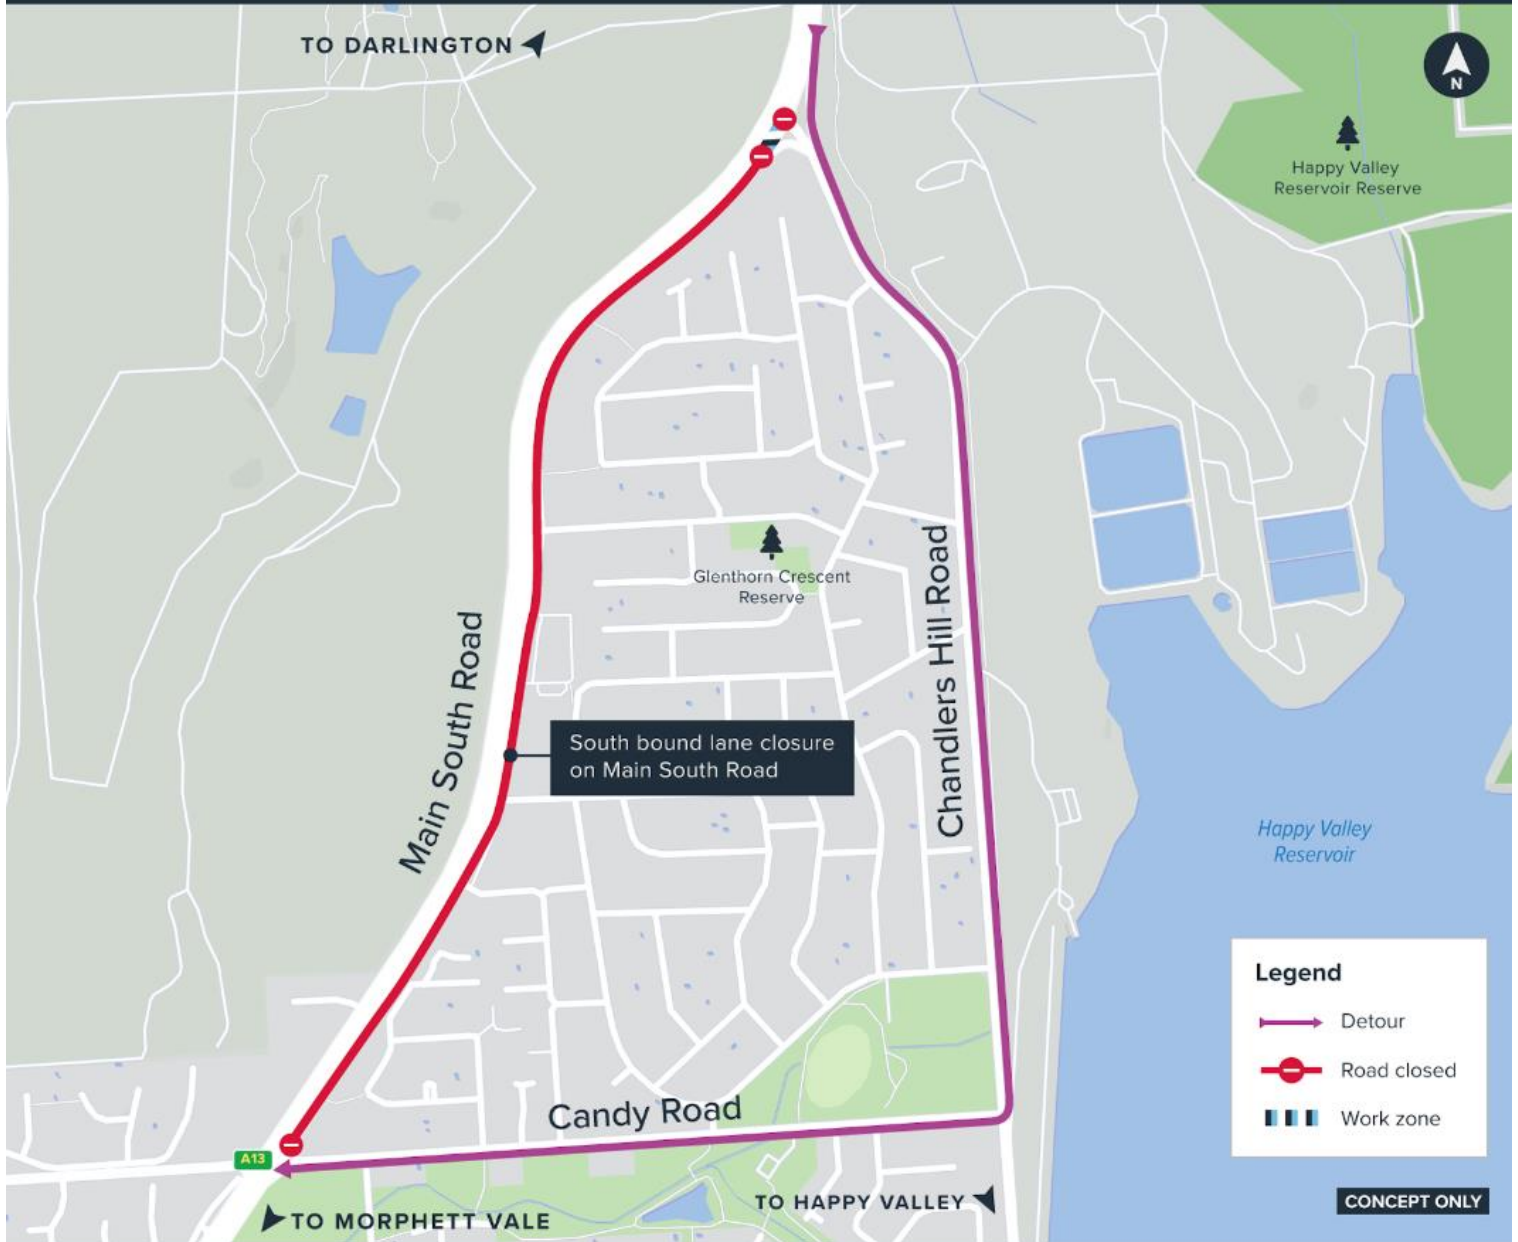 TO DARLINGTON
N
Happy Valley
Reservoir Reserve
Glenthorn Crescent
Reserve
Main South Road
South bound lane closure
on Main South Road
Chandlers Hill Road
Happy Valley
Reservoir
Legend
Detour
Road closed
Work zone
Candy Road
A13
TO MORPHETT VALE
TO HAPPY VALLEY
CONCEPT ONLY